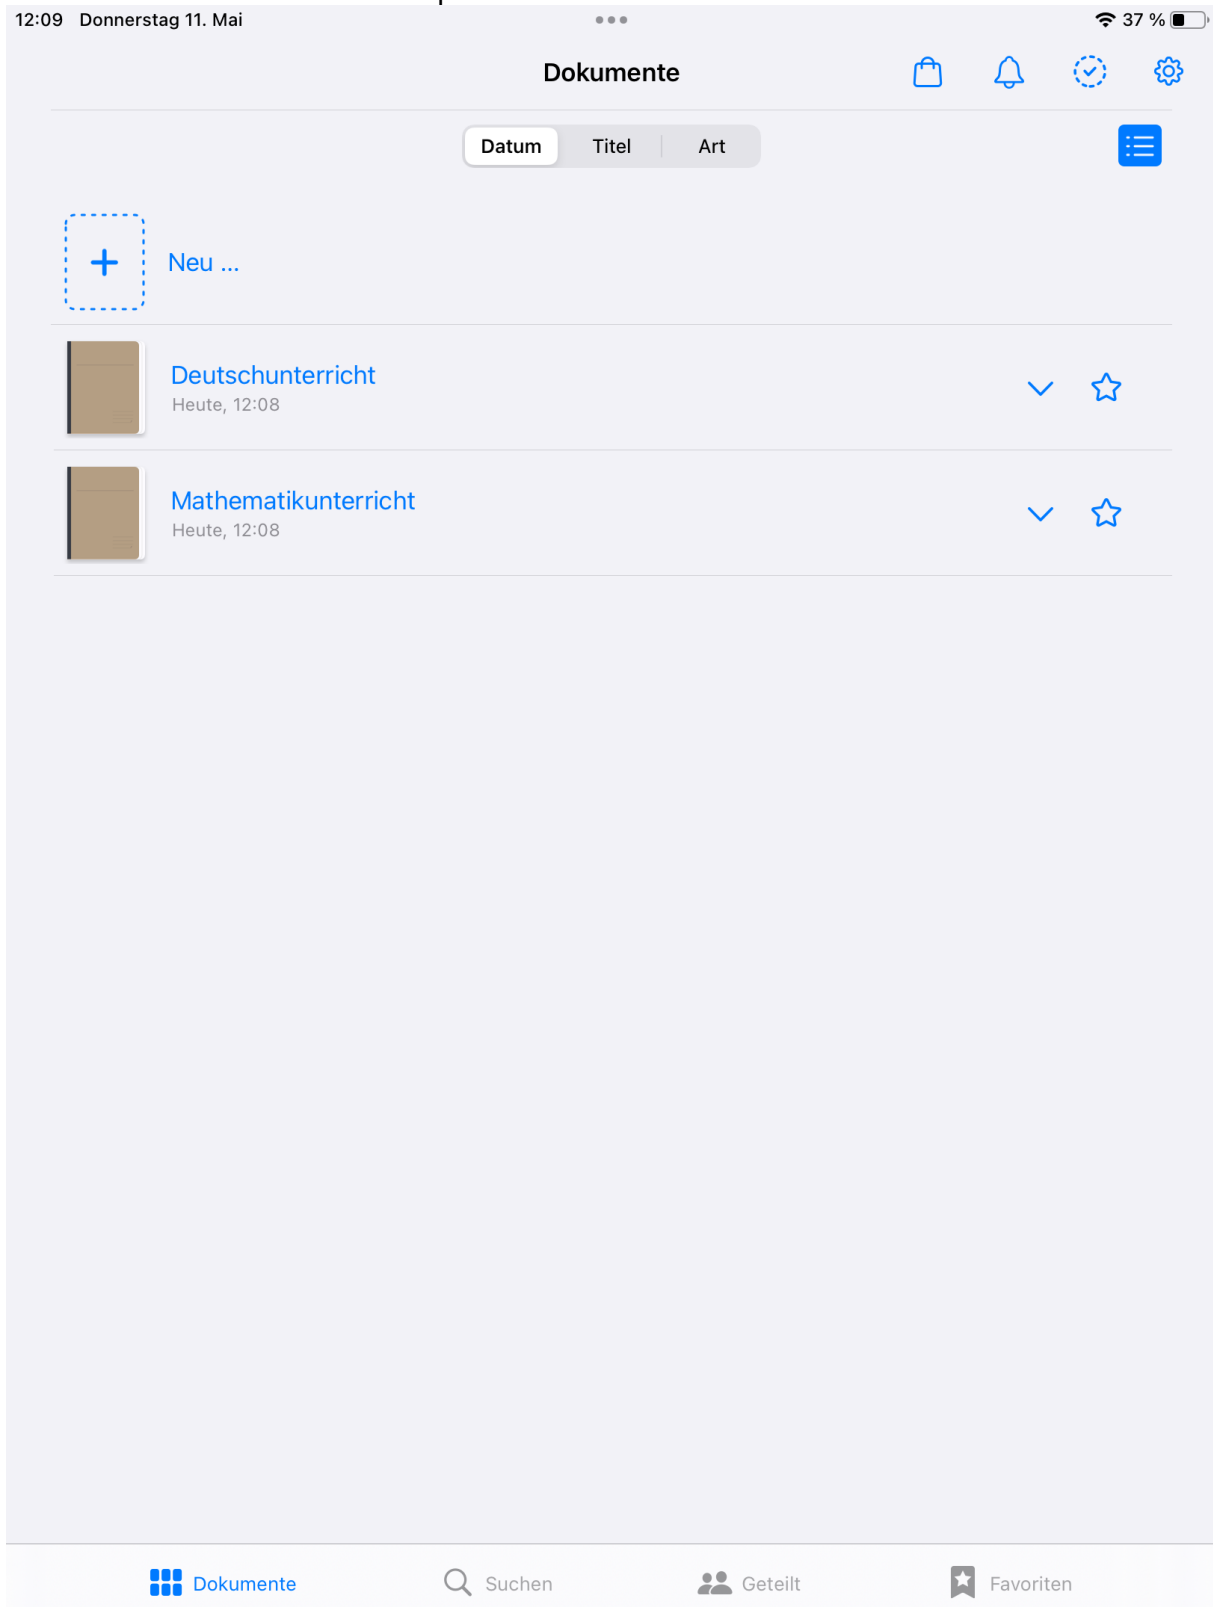 12:09 Donnerstag 11. Mai 37 %
Dokumente
Datum Titel Art
Neu ...
Deutschunterricht
Heute, 12:08
Mathematikunterricht
Heute, 12:08
Dokumente Suchen Geteilt Favoriten